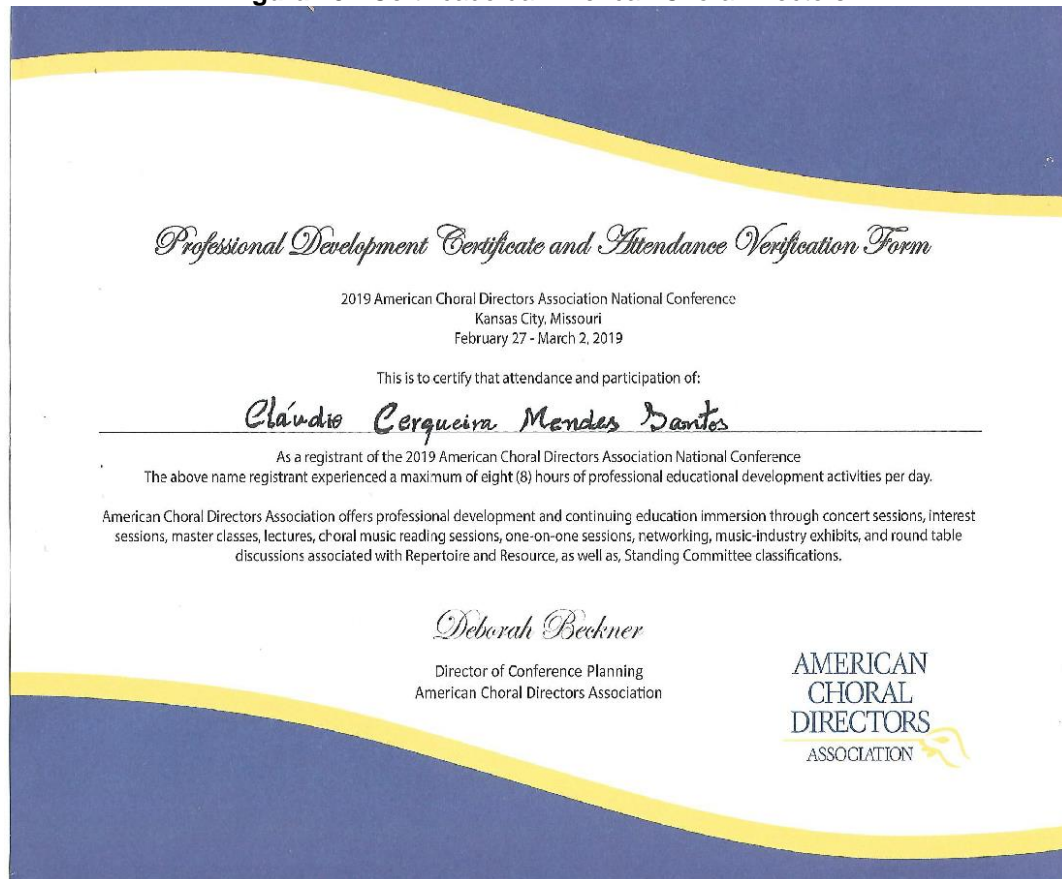 Professional Development Certificate and Attendance Verification Form
2019 American Choral Directors Association National Conference
Kansas City, Missouri
February 27 - March 2, 2019
This is to certify that attendance and participation of:
Cláudio Cerqueira Mendes Santos
As a registrant of the 2019 American Choral Directors Association National Conference
The above name registrant experienced a maximum of eight (8) hours of professional educational development activities per day.
American Choral Directors Association offers professional development and continuing education immersion through concert sessions, interest
sessions, master classes, lectures, choral music reading sessions, one-on-one sessions, networking, music-industry exhibits, and round table
discussions associated with Repertoire and Resource, as well as, Standing Committee classifications.
Deborah Beckner
Director of Conference Planning
American Choral Directors Association
AMERICAN
CHORAL
DIRECTORS
ASSOCIATION